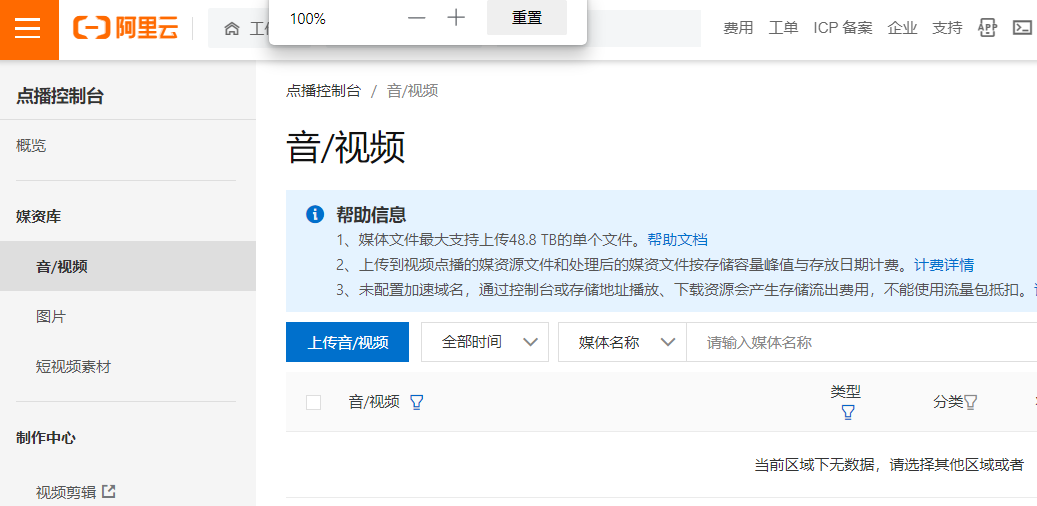 100%
重置
阿里云
费用
工单
ICP 备案
企业
支持
点播控制台
概览
媒资库
音/视频
图片
短视频素材
制作中心
视频剪辑
点播控制台 / 音/视频
音/视频
帮助信息
1、媒体文件最大支持上传48.8 TB的单个文件。帮助文档
2、上传到视频点播的媒资源文件和处理后的媒资文件按存储容量峰值与存放日期计费。计费详情
3、未配置加速域名，通过控制台或存储地址播放、下载资源会产生存储流出费用，不能使用流量包抵扣。
上传音/视频
全部时间
媒体名称
请输入媒体名称
音/视频
类型
分类
当前区域下无数据，请选择其他区域或者